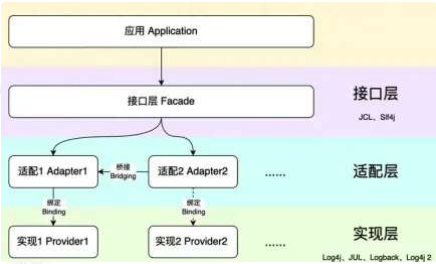 应用 Application
接口层 Facade
接口层
JCL、Slf4j
适配1 Adapter1
桥接
Bridging
适配2 Adapter2
......
适配层
绑定
Binding
绑定
Binding
实现1 Provider1
实现2 Provider2
......
实现层
Log4j、JUL、Logback、Log4j 2